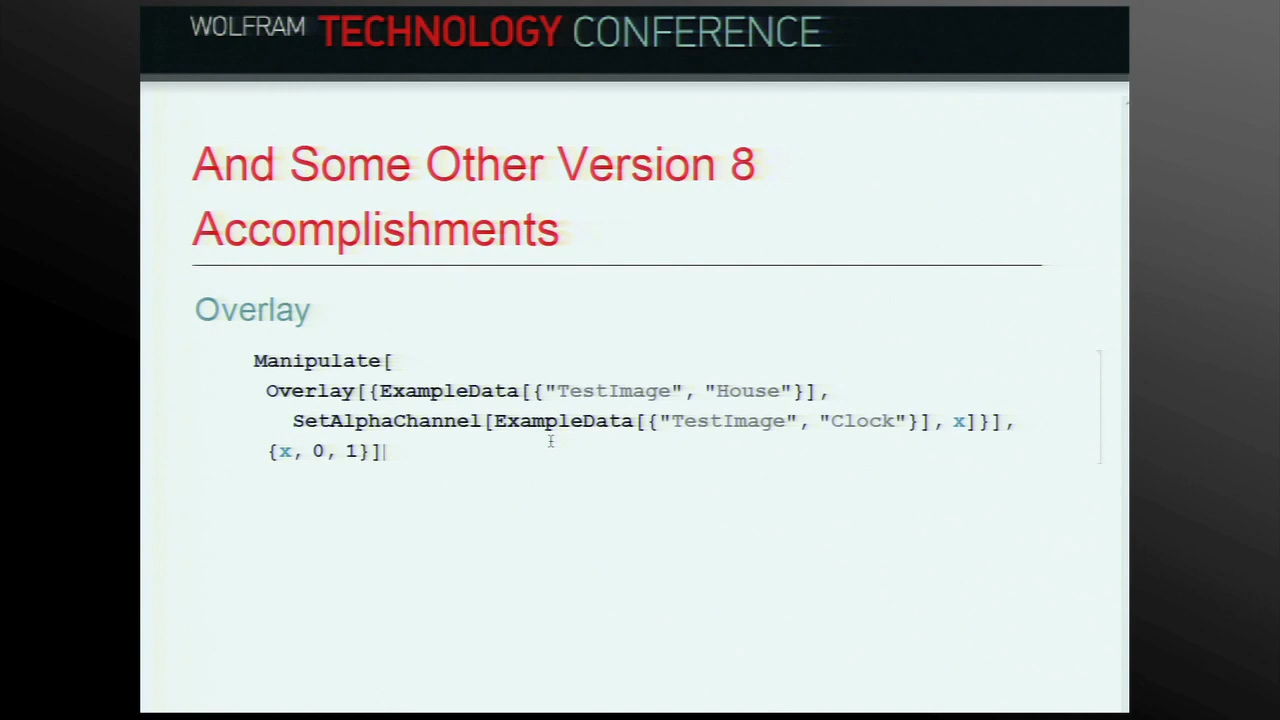 WOLFRAM TECHNOLOGY CONFERENCE
And Some Other Version 8
Accomplishments
Overlay
Manipulate[
Overlay[{ExampleData[{"TestImage", "House"}],
SetAlphaChannel[ExampleData[{"TestImage", "Clock"}], x]}],
{x, 0, 1}]